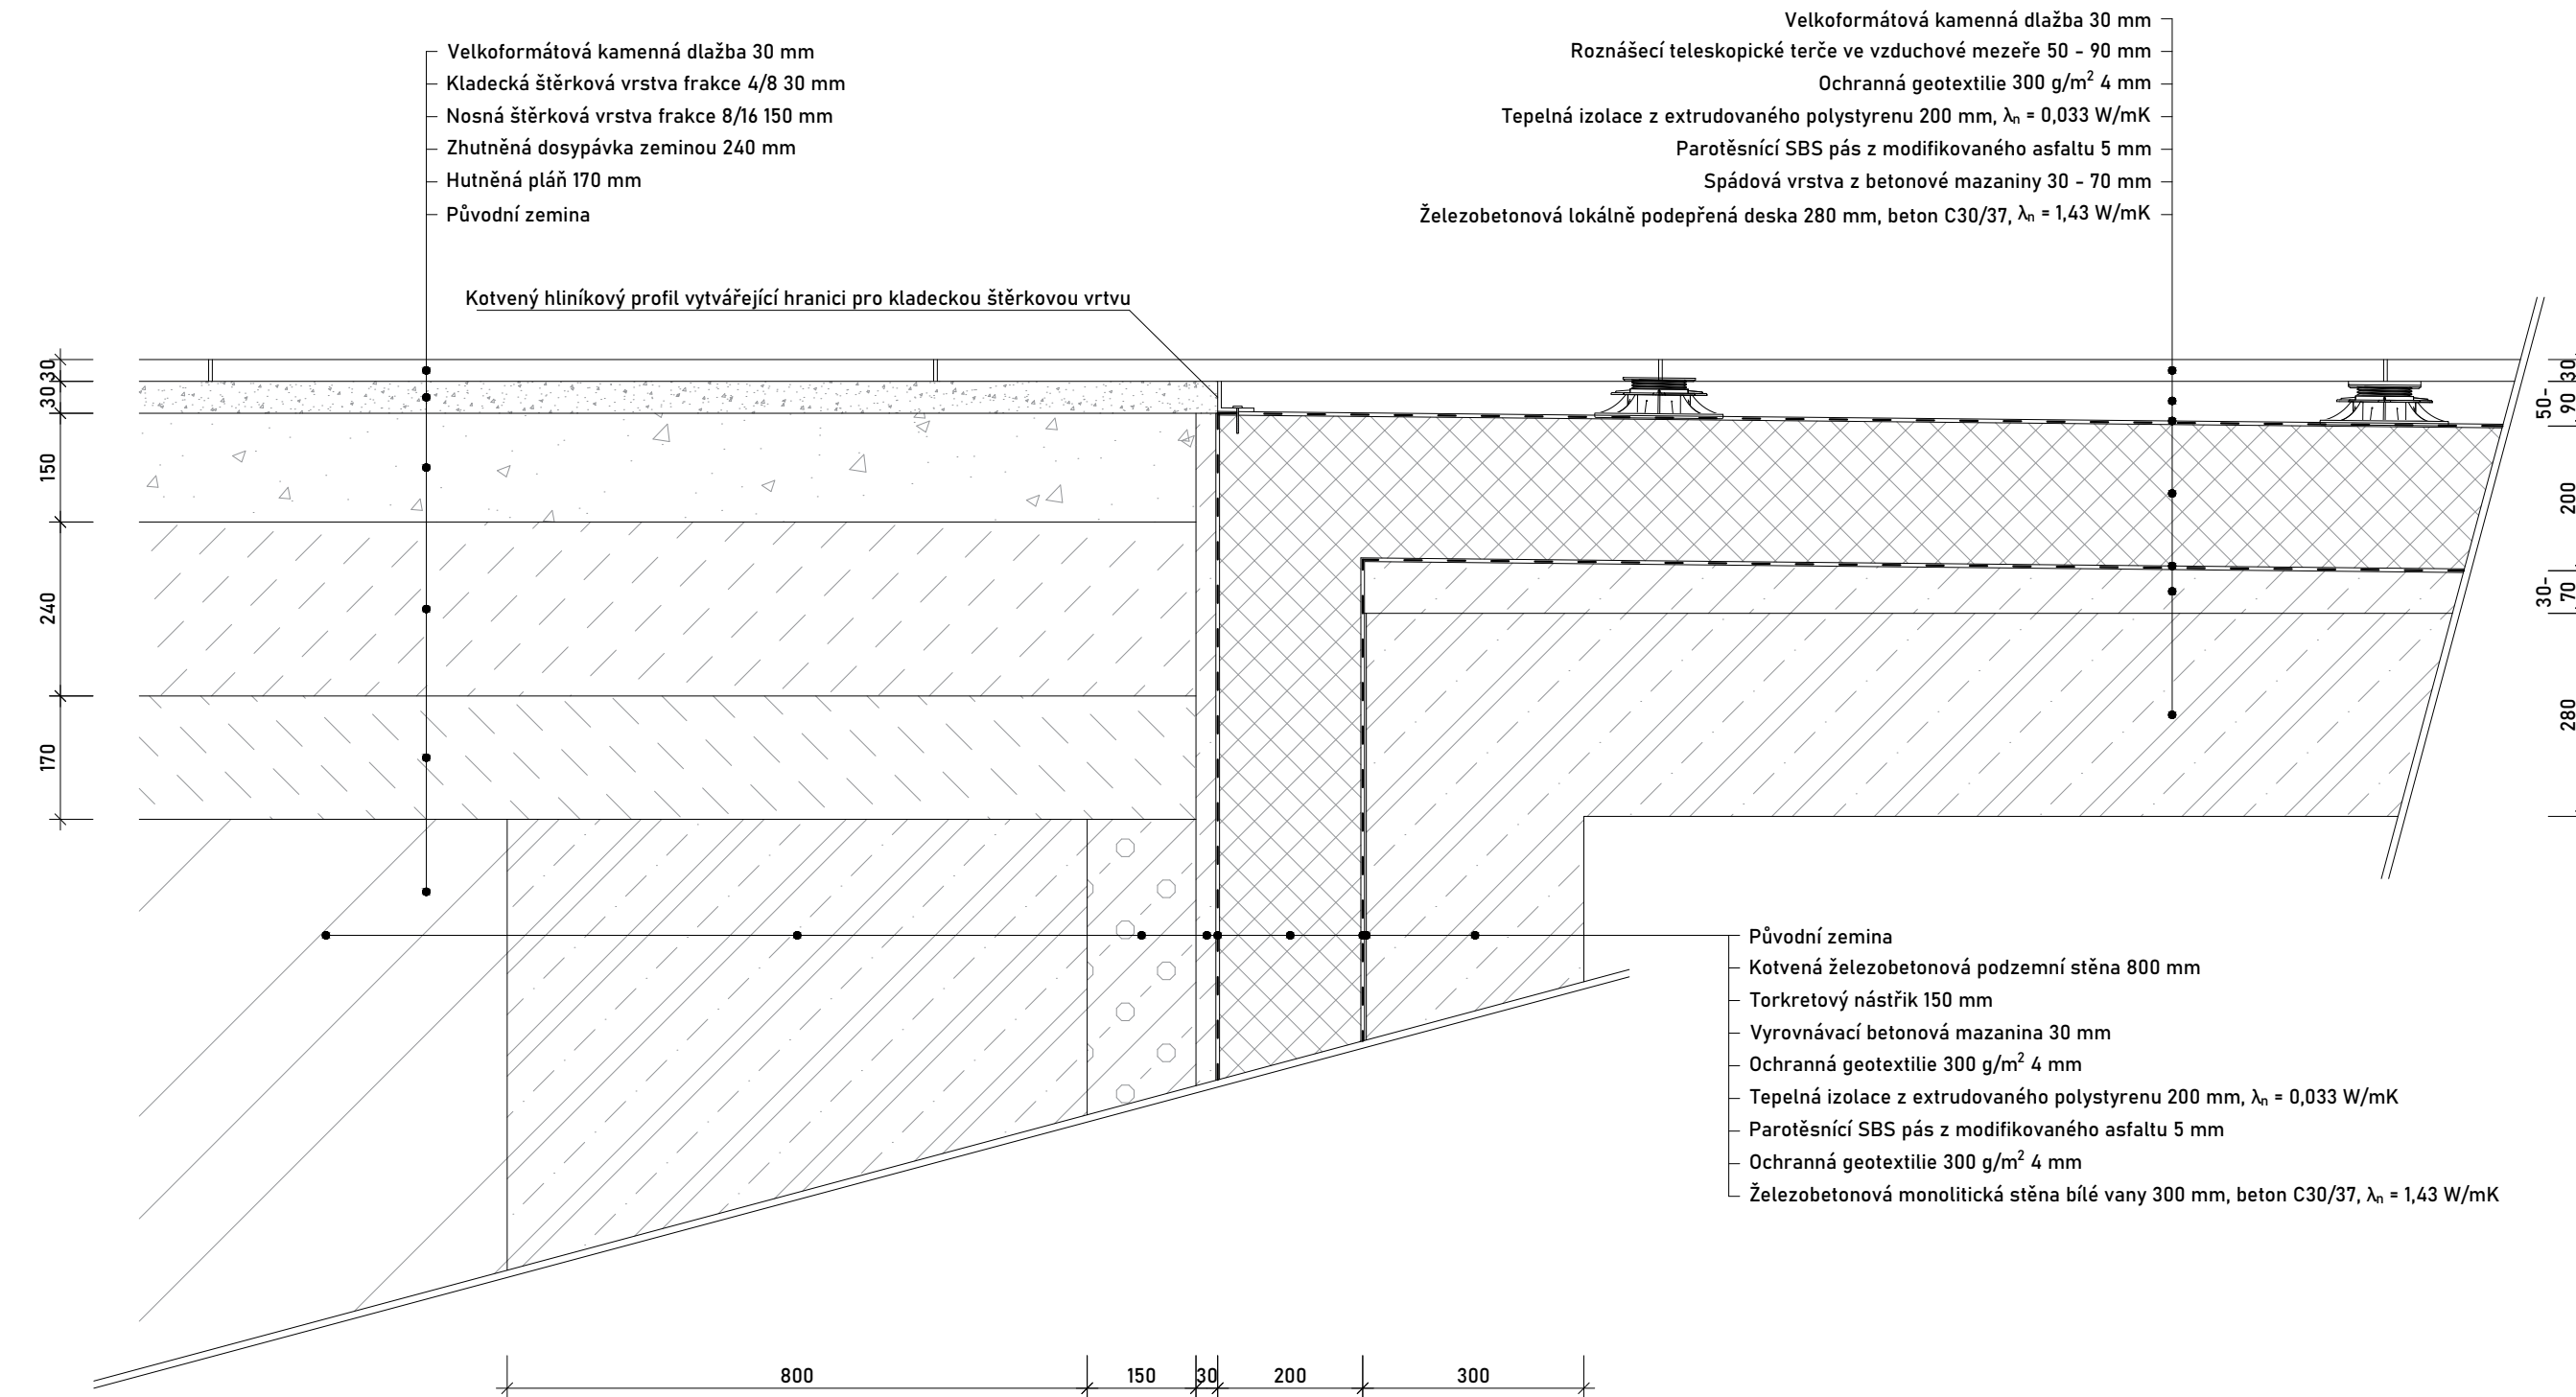 Velkoformátová kamenná dlažba 30 mm
Kladecká štěrková vrstva frakce 4/8 30 mm
Nosná štěrková vrstva frakce 8/16 150 mm
Zhutněná dosypávka zeminou 240 mm
Hutněná pláň 170 mm
Původní zemina
Velkoformátová kamenná dlažba 30 mm
Roznášecí teleskopické terče ve vzduchové mezeře 50 - 90 mm
Ochranná geotextilie 300 g/m² 4 mm
Tepelná izolace z extrudovaného polystyrenu 200 mm, λₙ = 0,033 W/mK
Parotěsnící SBS pás z modifikovaného asfaltu 5 mm
Spádová vrstva z betonové mazaniny 30 - 70 mm
Železobetonová lokálně podepřená deska 280 mm, beton C30/37, λₙ = 1,43 W/mK
Kotvený hliníkový profil vytvářející hranici pro kladeckou štěrkovou vrtvu
30
30
150
240
170
30
50-
90
200
30-
70
280
Původní zemina
Kotvená železobetonová podzemní stěna 800 mm
Torkretový nástřik 150 mm
Vyrovnávací betonová mazanina 30 mm
Ochranná geotextilie 300 g/m² 4 mm
Tepelná izolace z extrudovaného polystyrenu 200 mm, λₙ = 0,033 W/mK
Parotěsnící SBS pás z modifikovaného asfaltu 5 mm
Ochranná geotextilie 300 g/m² 4 mm
Železobetonová monolitická stěna bílé vany 300 mm, beton C30/37, λₙ = 1,43 W/mK
800 150 30 200 300